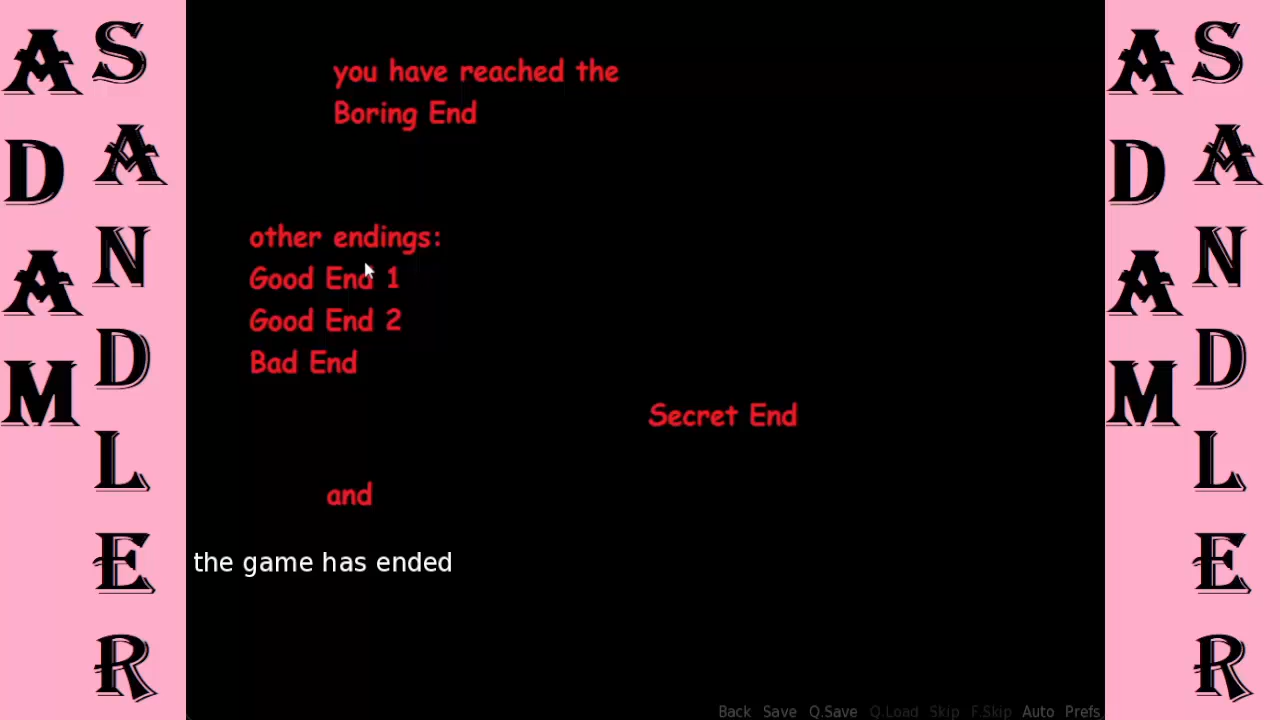 ADAM
SANDLER
you have reached the
Boring End
other endings:
Good End 1
Good End 2
Bad End
Secret End
and
the game has ended
Back Save Q.Save Q.Load Skip F.Skip Auto Prefs
ADAM
SANDLER